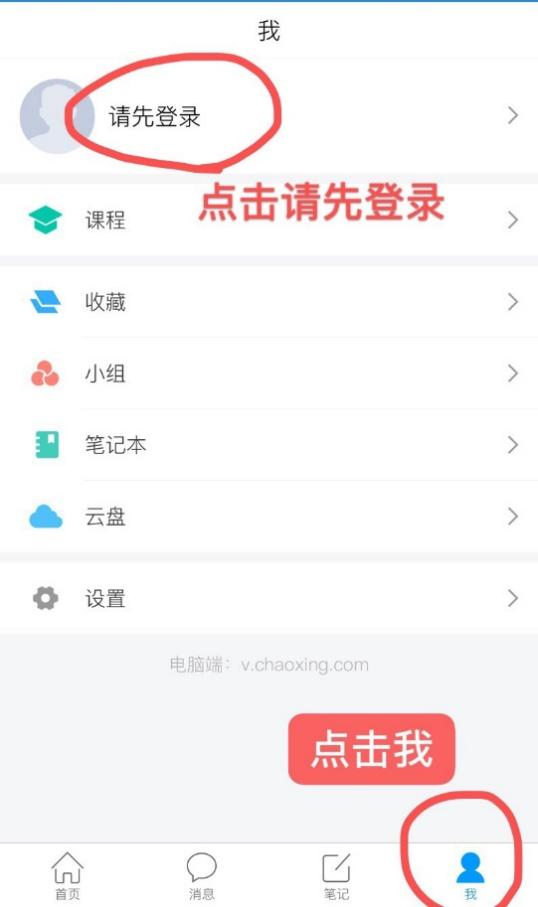 我
请先登录
点击请先登录
课程
收藏
小组
笔记本
云盘
设置
电脑端：v.chaoxing.com
点击我
首页
消息
笔记
我